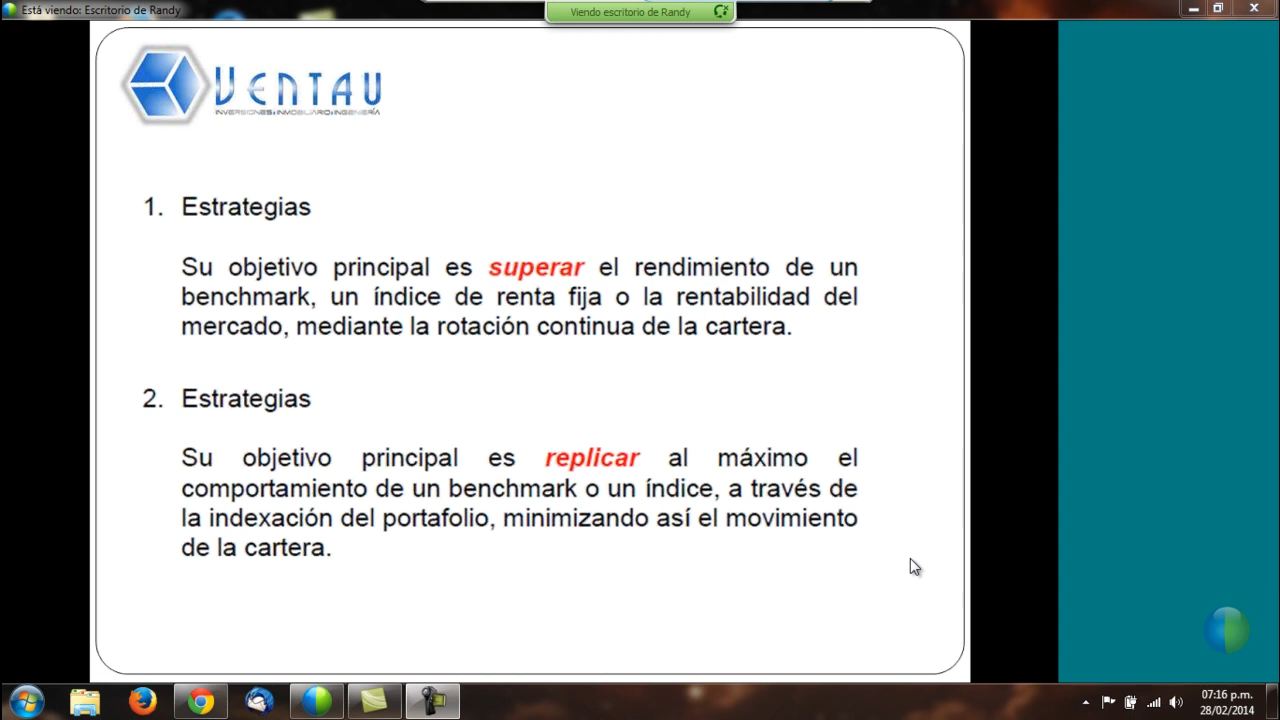 Está viendo: Escritorio de Randy
Viendo escritorio de Randy
VENTAU
INVERSIONES INMOBILIARIO INGENIERÍA
1. Estrategias
Su objetivo principal es superar el rendimiento de un
benchmark, un índice de renta fija o la rentabilidad del
mercado, mediante la rotación continua de la cartera.
2. Estrategias
Su objetivo principal es replicar al máximo el
comportamiento de un benchmark o un índice, a través de
la indexación del portafolio, minimizando así el movimiento
de la cartera.
07:16 p.m.
28/02/2014